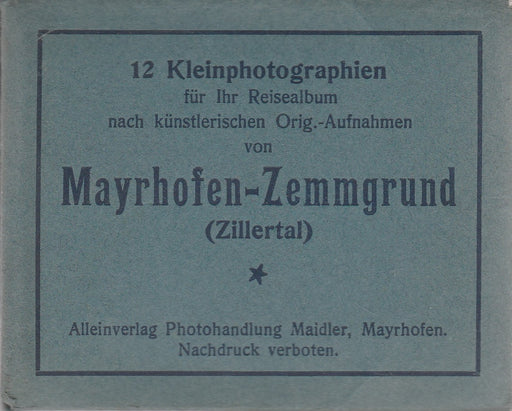 12 Kleinphotographien
für Ihr Reisealbum
nach künstlerischen Orig.-Aufnahmen
von
Mayrhofen-Zemmgrund
(Zillertal)
Alleinverlag Photohandlung Maidler, Mayrhofen.
Nachdruck verboten.